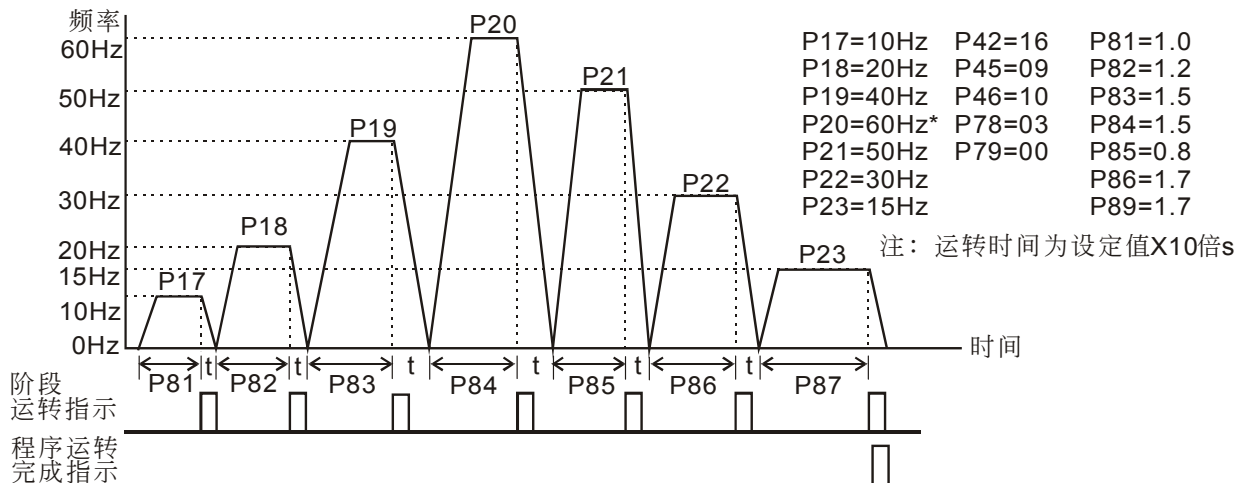 频率
60Hz
50Hz
40Hz
30Hz
20Hz
15Hz
10Hz
0Hz
P17
P18
P19
P20
P21
P22
P23
P17=10Hz P42=16 P81=1.0
P18=20Hz P45=09 P82=1.2
P19=40Hz P46=10 P83=1.5
P20=60Hz* P78=03 P84=1.5
P21=50Hz P79=00 P85=0.8
P22=30Hz P86=1.7
P23=15Hz P89=1.7
注：运转时间为设定值X10倍s
时间
P81 t P82 t P83 t P84 t P85 t P86 t P87
阶段
运转指示
程序运转
完成指示